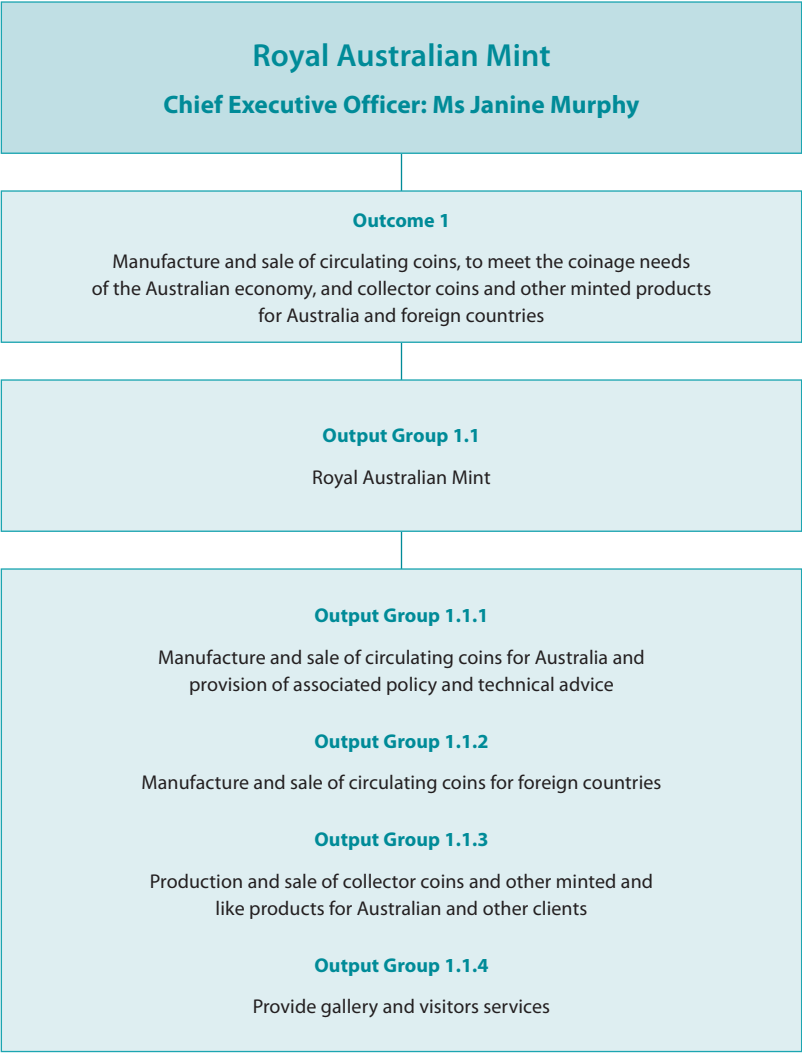 Royal Australian Mint
Chief Executive Officer: Ms Janine Murphy
Outcome 1
Manufacture and sale of circulating coins, to meet the coinage needs
of the Australian economy, and collector coins and other minted products
for Australia and foreign countries
Output Group 1.1
Royal Australian Mint
Output Group 1.1.1
Manufacture and sale of circulating coins for Australia and
provision of associated policy and technical advice
Output Group 1.1.2
Manufacture and sale of circulating coins for foreign countries
Output Group 1.1.3
Production and sale of collector coins and other minted and
like products for Australian and other clients
Output Group 1.1.4
Provide gallery and visitors services